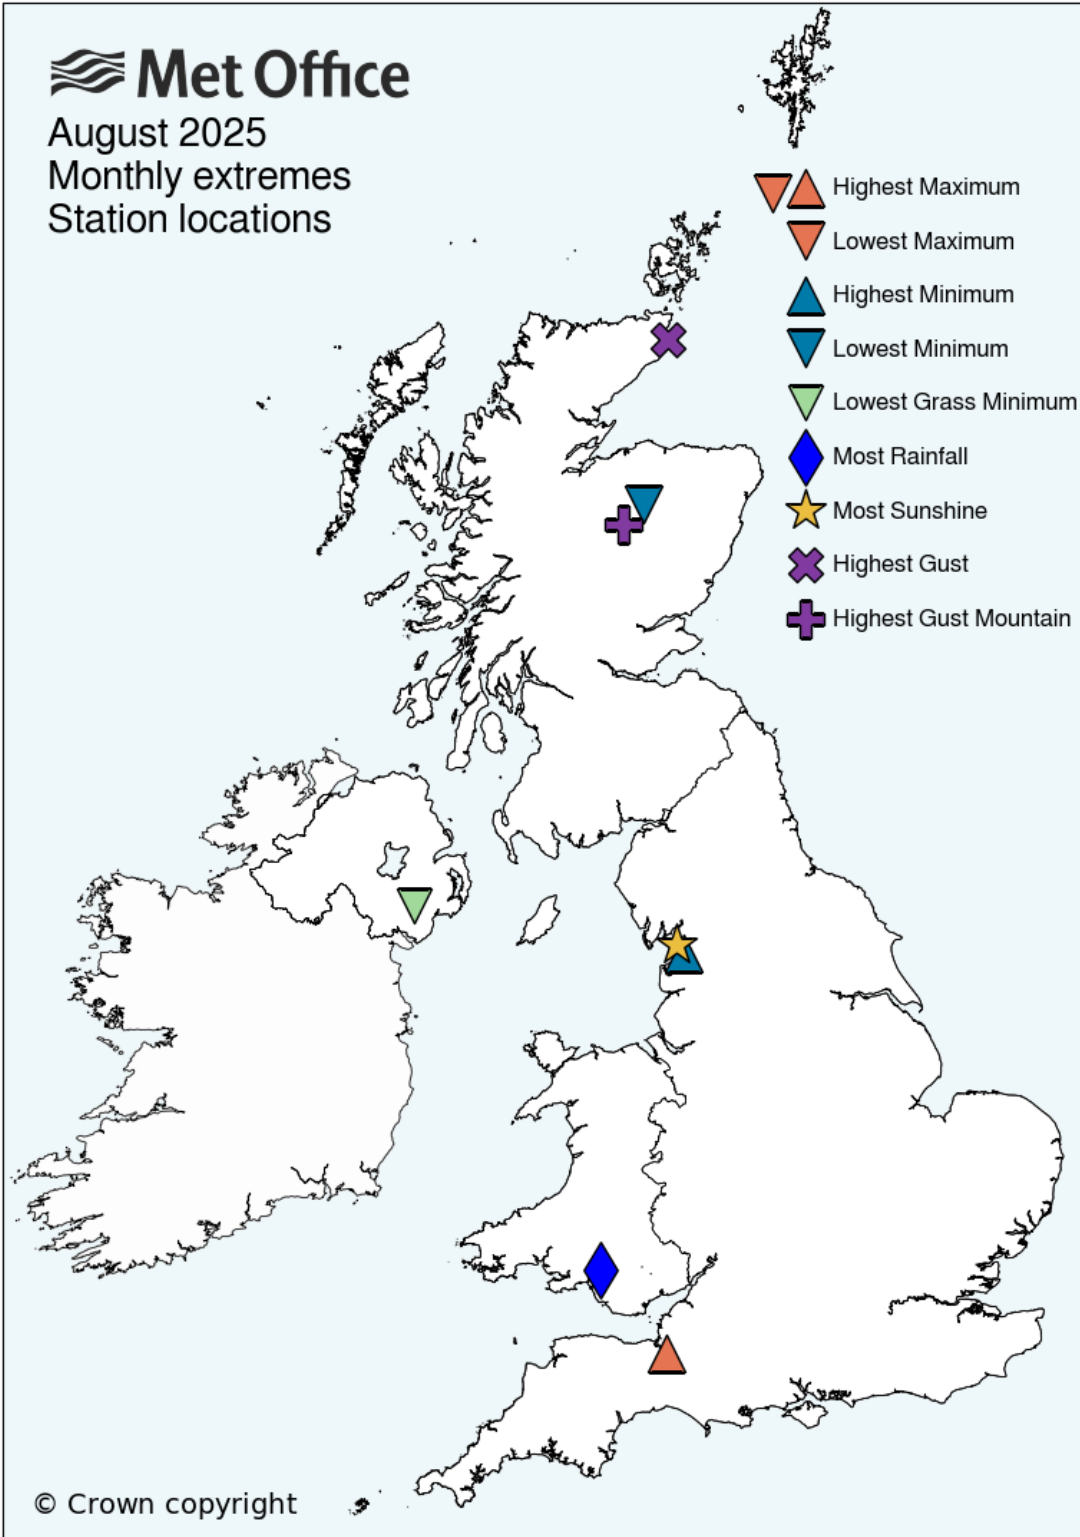 Met Office
August 2025
Monthly extremes
Station locations
Highest Maximum
Lowest Maximum
Highest Minimum
Lowest Minimum
Lowest Grass Minimum
Most Rainfall
Most Sunshine
Highest Gust
Highest Gust Mountain
© Crown copyright